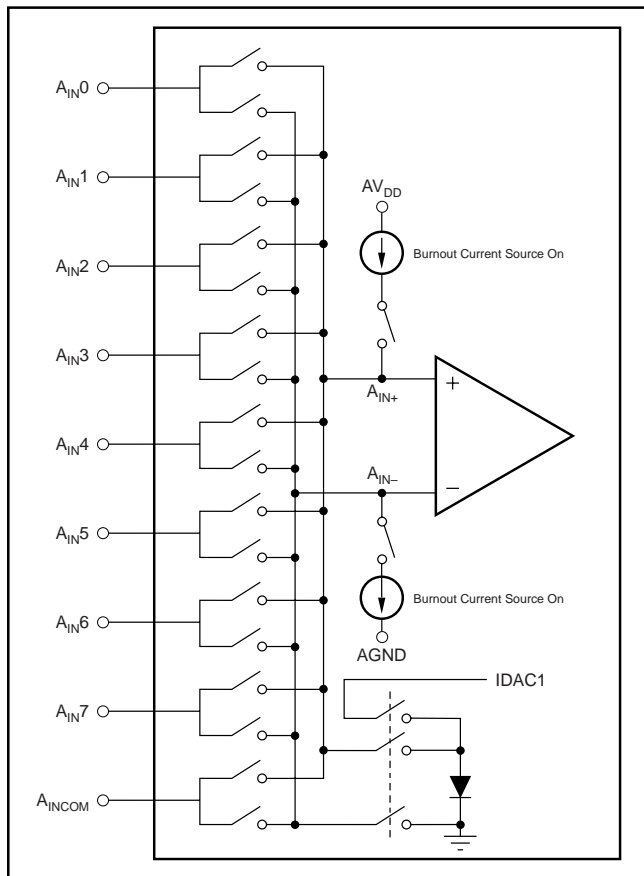 AIN0
AIN1
AVDD
Burnout Current Source On
AIN2
AIN3
AIN+
+
AIN4
AIN–
−
AIN5
Burnout Current Source On
AIN6
AGND
IDAC1
AIN7
AINCOM